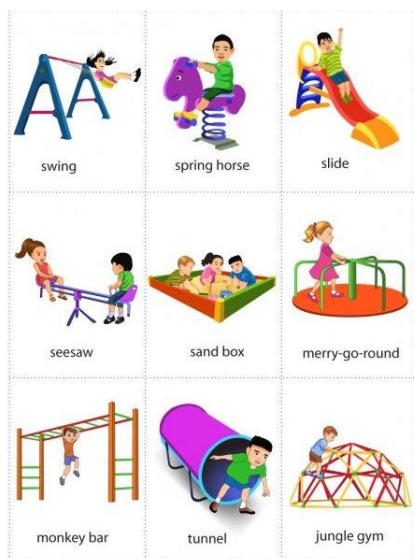 swing
spring horse
slide
seesaw
sand box
merry-go-round
monkey bar
tunnel
jungle gym